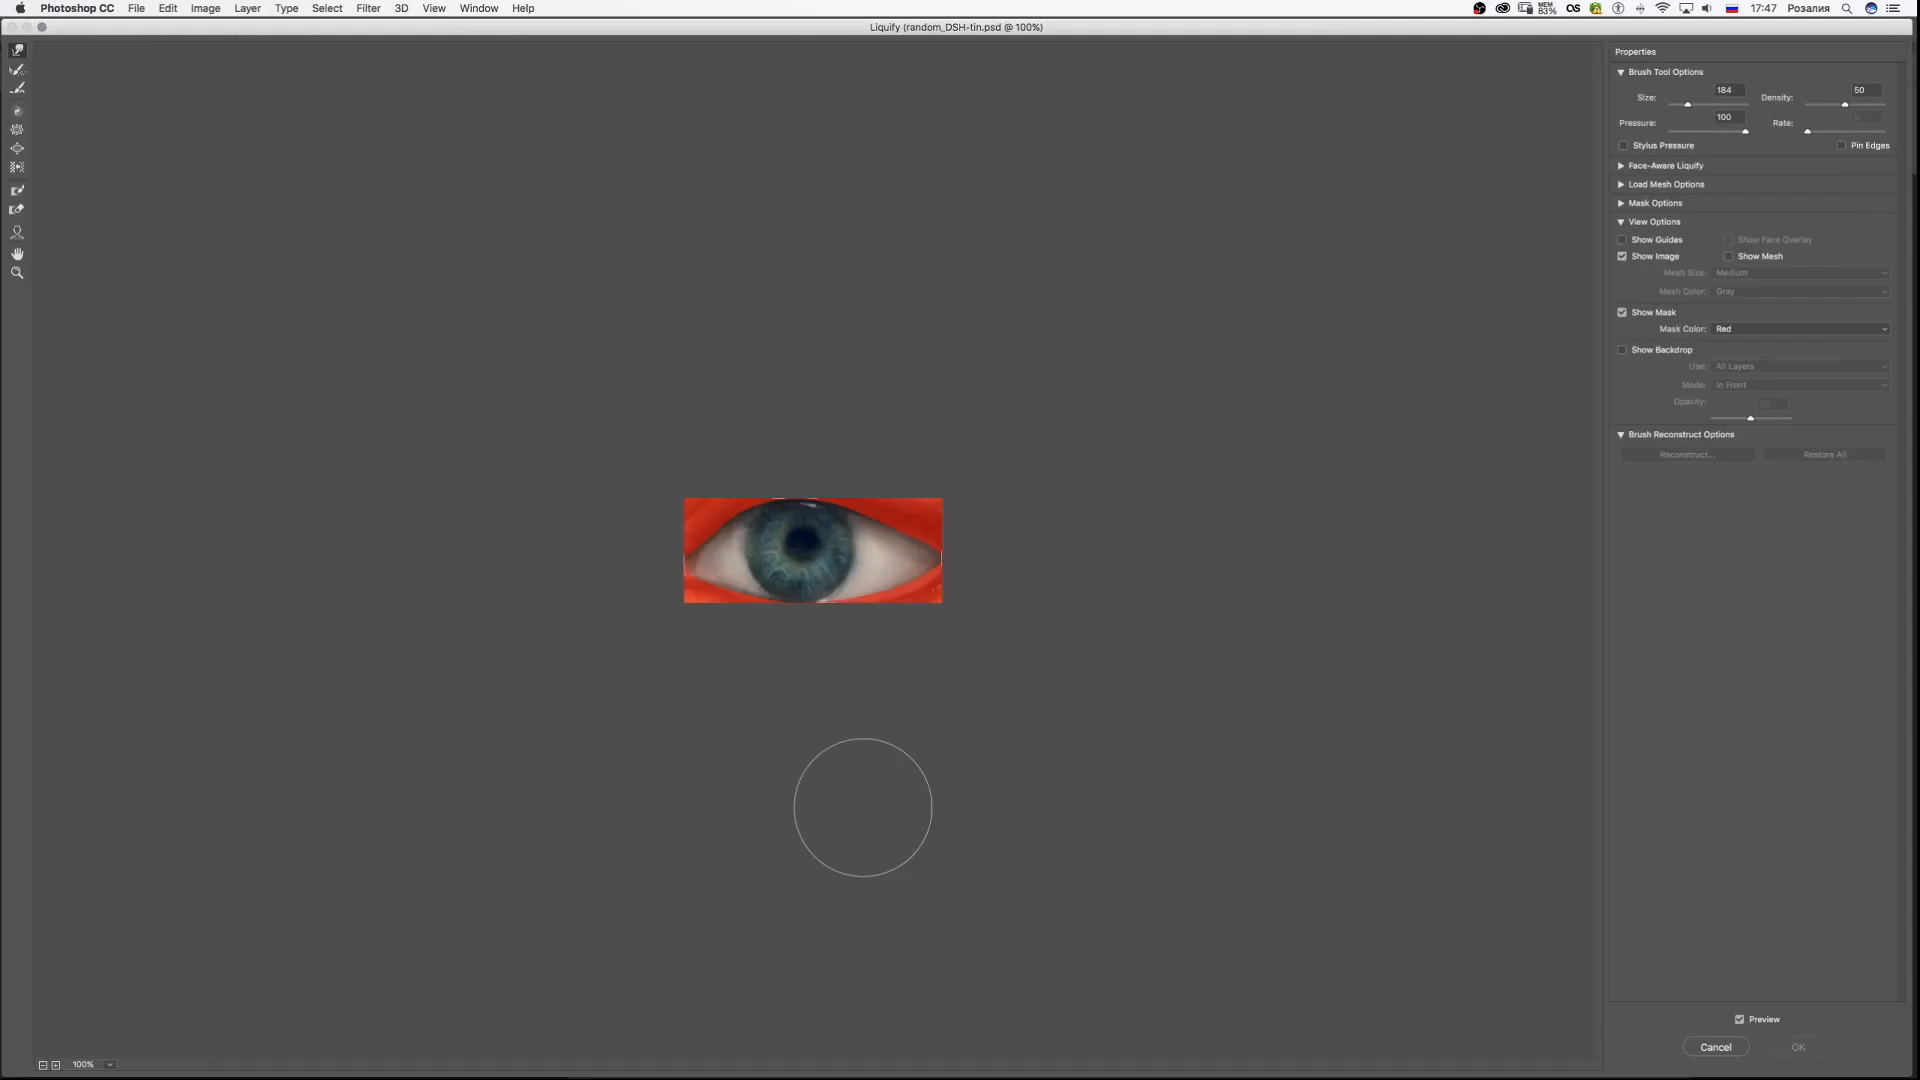 Photoshop CC File Edit Image Layer Type Select Filter 3D View Window Help MEM 83% 17:47 Розалия
Liquify (random_DSH-tin.psd @ 100%)
Properties
Brush Tool Options
Size: 184 Density: 50
Pressure: 100 Rate: 0
Stylus Pressure Pin Edges
Face-Aware Liquify
Load Mesh Options
Mask Options
View Options
Show Guides Show Face Overlay
Show Image Show Mesh
Mesh Size: Medium
Mesh Color: Gray
Show Mask
Mask Color: Red
Show Backdrop
Use: All Layers
Mode: In Front
Opacity: 50
Brush Reconstruct Options
Reconstruct... Restore All
Preview
Cancel OK
100%